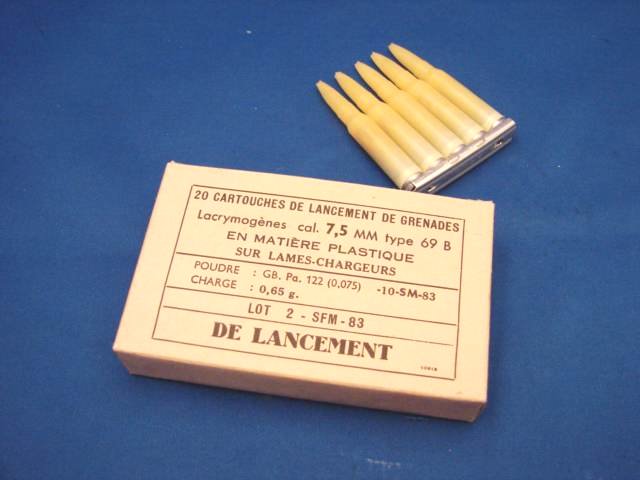 20 CARTOUCHES DE LANCEMENT DE GRENADES
Lacrymogènes cal. 7,5 MM type 69 B
EN MATIÈRE PLASTIQUE
SUR LAMES-CHARGEURS
POUDRE : GB. Pa. 122 (0,075) -10-SM-83
CHARGE : 0,65 g.
LOT 2 - SFM - 83
DE LANCEMENT